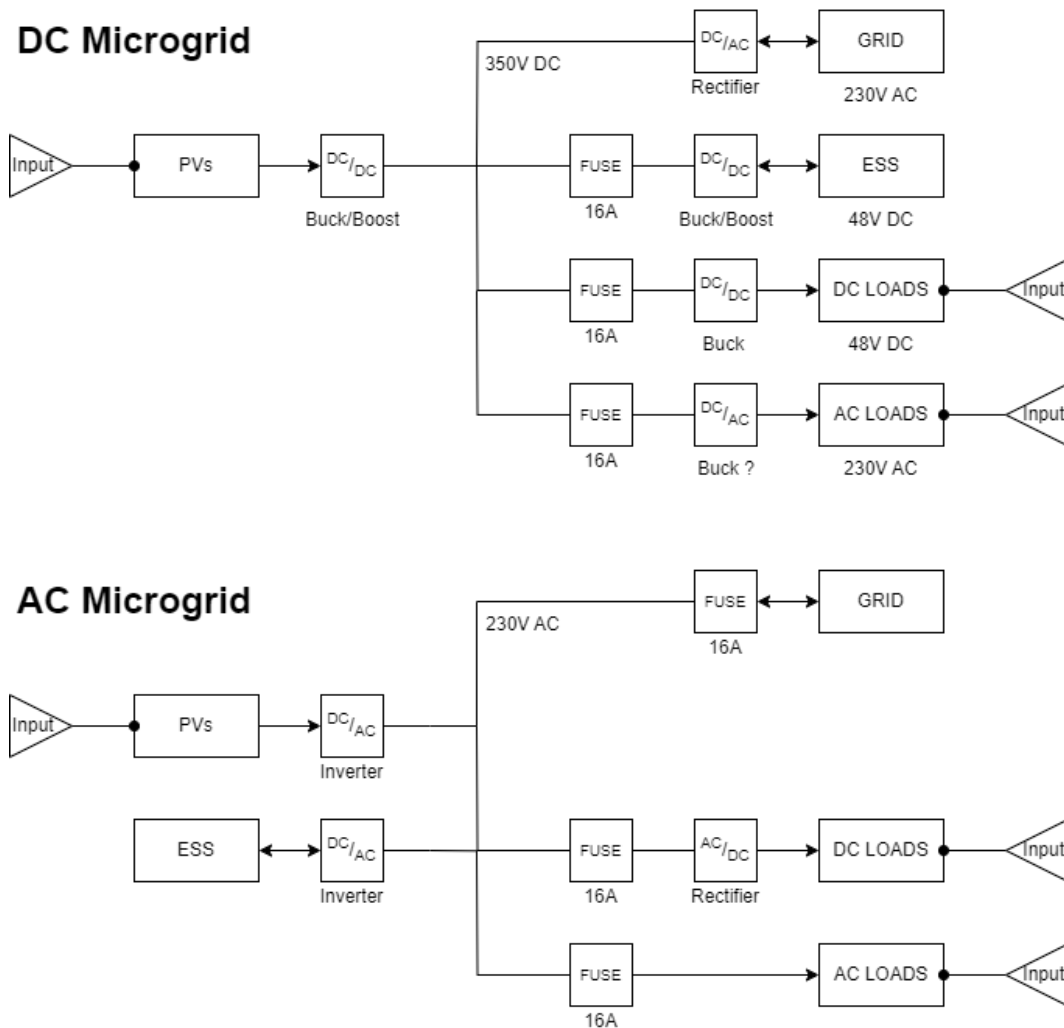 DC Microgrid
350V DC
DC/AC
Rectifier
GRID
230V AC
Input
PVs
DC/DC
Buck/Boost
FUSE
16A
DC/DC
Buck/Boost
ESS
48V DC
FUSE
16A
DC/DC
Buck
DC LOADS
48V DC
Input
FUSE
16A
DC/AC
Buck ?
AC LOADS
230V AC
Input
AC Microgrid
230V AC
FUSE
16A
GRID
Input
PVs
DC/AC
Inverter
ESS
DC/AC
Inverter
FUSE
16A
AC/DC
Rectifier
DC LOADS
Input
FUSE
16A
AC LOADS
Input